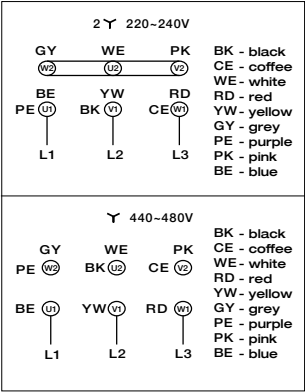 2 Y 220~240V
GY WE PK
W2 U2 V2
BE YW RD
PE U1 BK V1 CE W1
L1 L2 L3
BK - black
CE - coffee
WE - white
RD - red
YW - yellow
GY - grey
PE - purple
PK - pink
BE - blue
Y 440~480V
GY WE PK
PE W2 BK U2 CE V2
BE U1 YW V1 RD W1
L1 L2 L3
BK - black
CE - coffee
WE - white
RD - red
YW - yellow
GY - grey
PE - purple
PK - pink
BE - blue